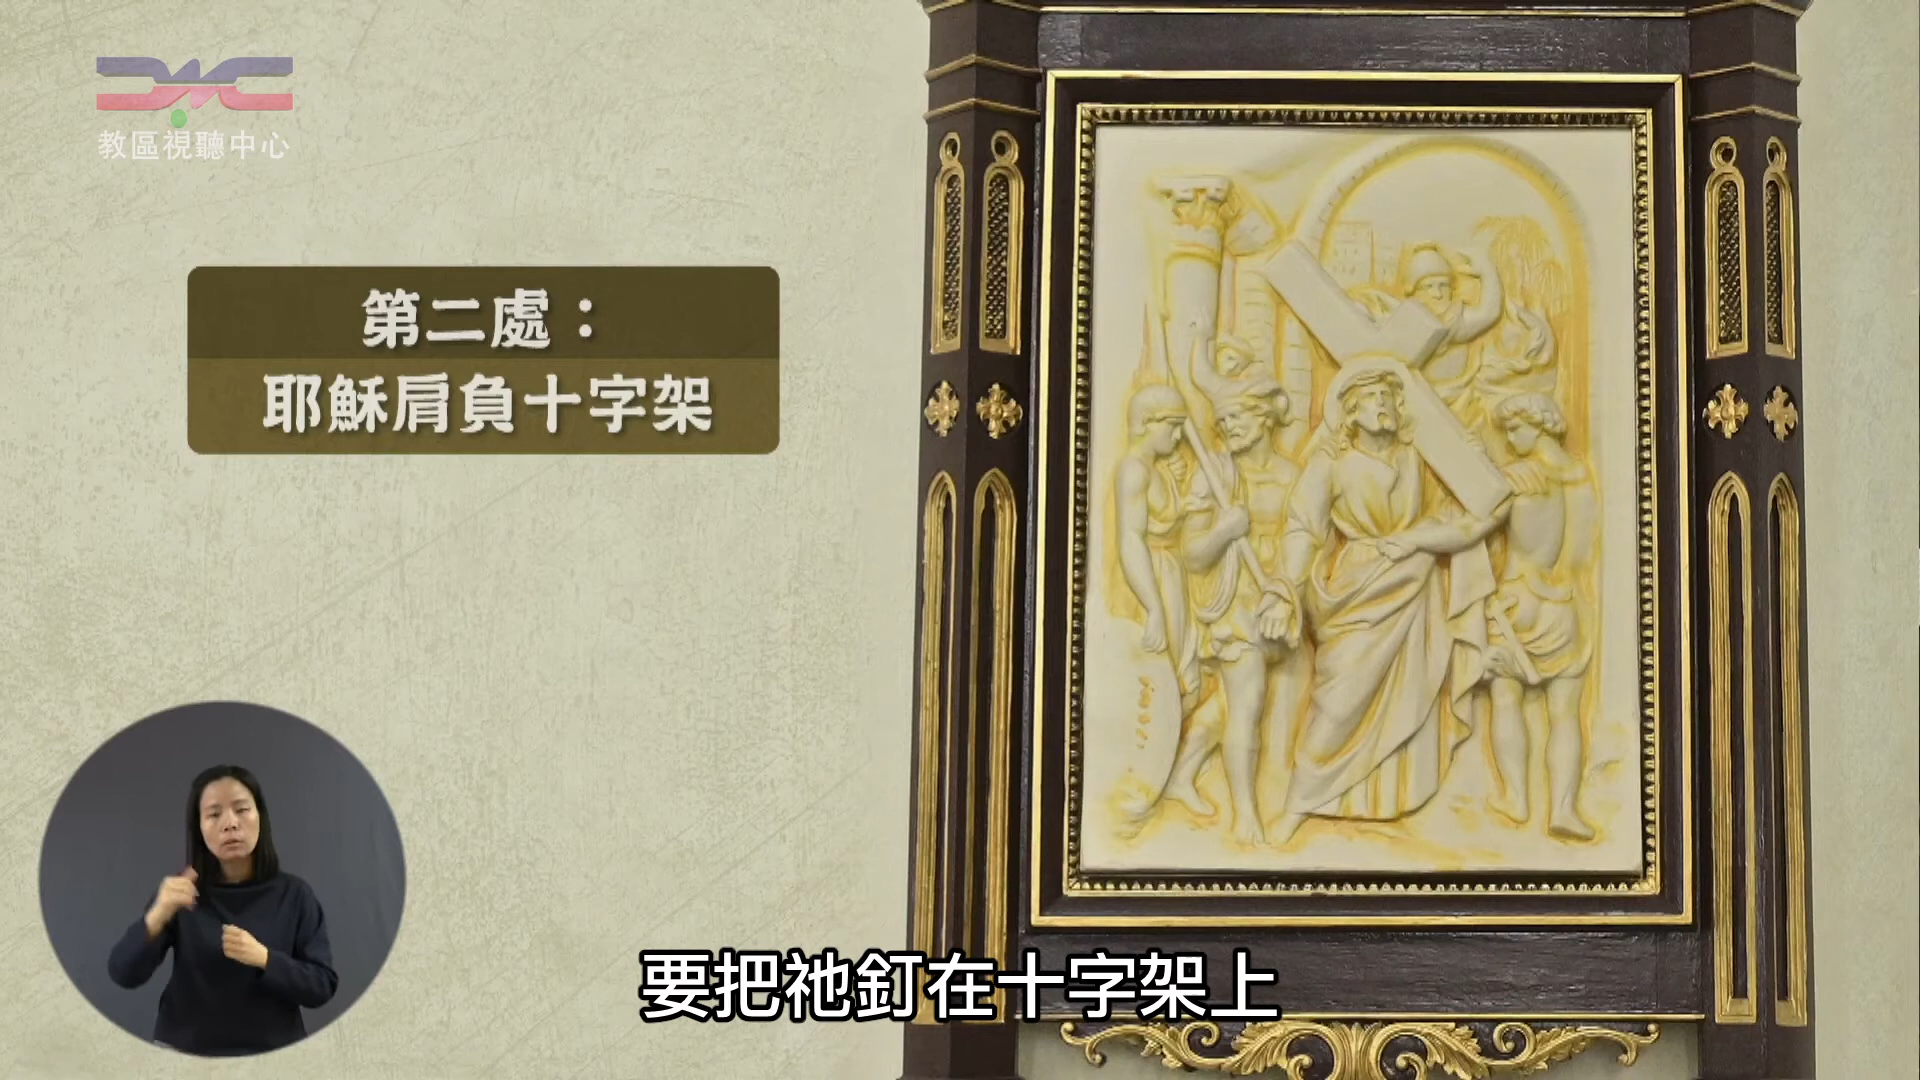 教區視聽中心
第二處：
耶穌肩負十字架
要把祂釘在十字架上